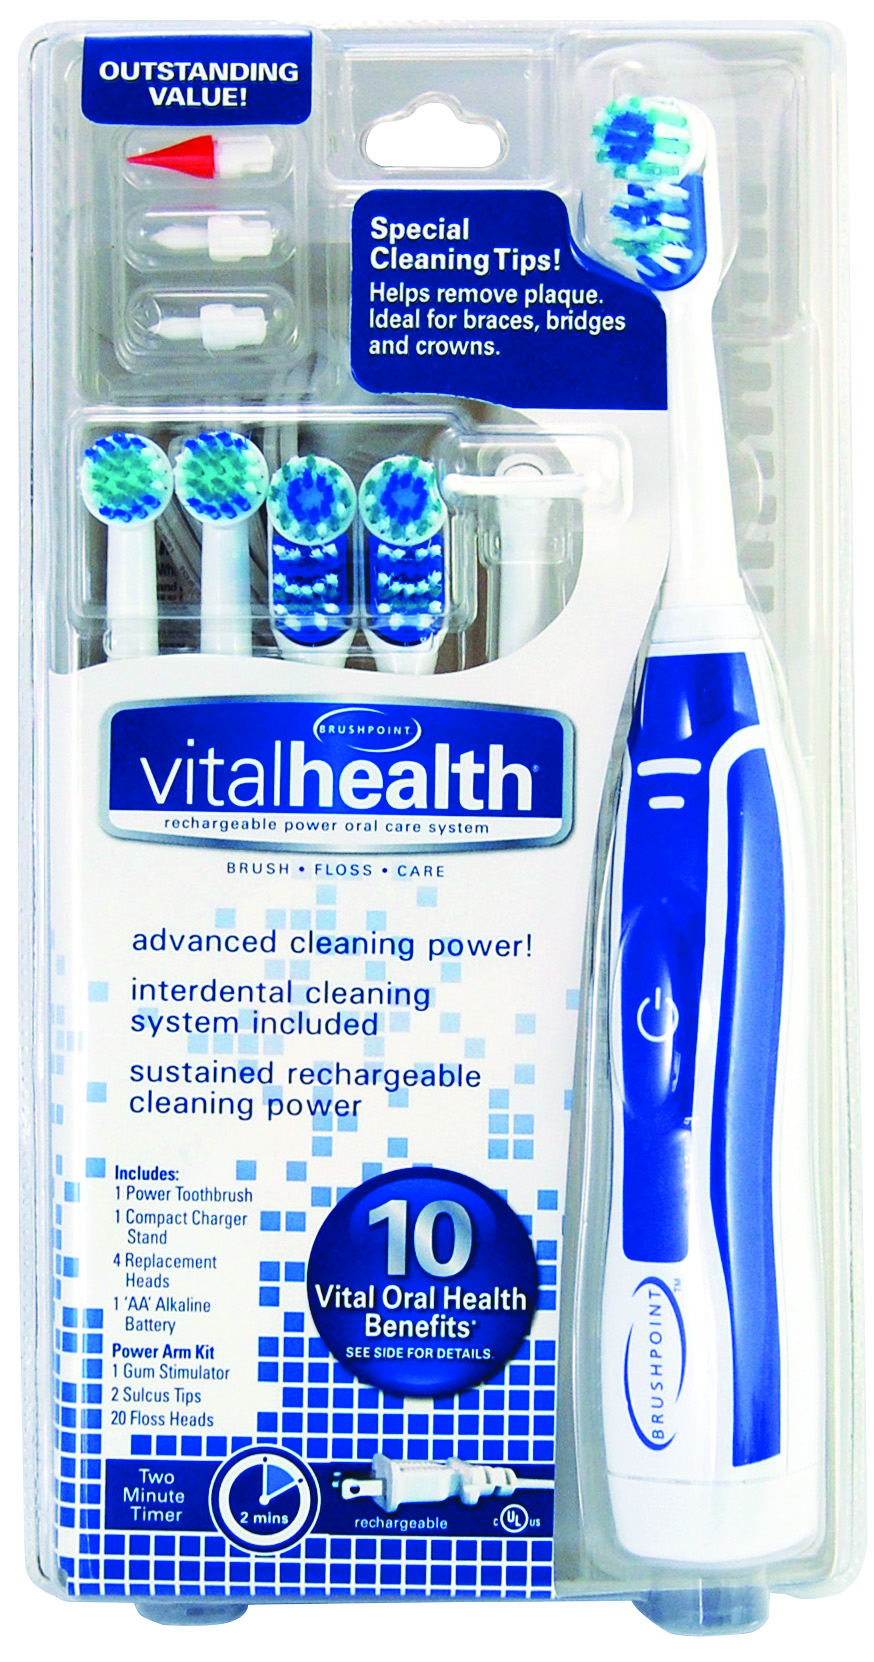 OUTSTANDING
VALUE!
Special
Cleaning Tips!
Helps remove plaque.
Ideal for braces, bridges
and crowns.
BRUSHPOINT
vitalhealth®
rechargeable power oral care system
BRUSH • FLOSS • CARE
advanced cleaning power!
interdental cleaning
system included
sustained rechargeable
cleaning power
Includes:
1 Power Toothbrush
1 Compact Charger
Stand
4 Replacement
Heads
1 'AA' Alkaline
Battery
Power Arm Kit
1 Gum Stimulator
2 Sulcus Tips
20 Floss Heads
10
Vital Oral Health
Benefits*
SEE SIDE FOR DETAILS.
Two
Minute
Timer
2 mins
rechargeable
c UL us
BRUSHPOINT™